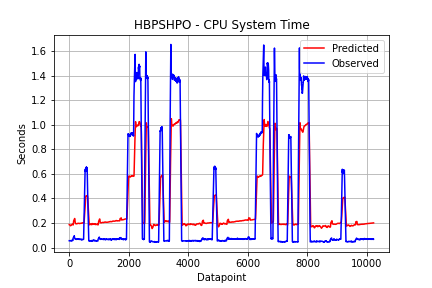 HBPSHPO - CPU System Time
Predicted
Observed
1.6
1.4
1.2
1.0
0.8
0.6
0.4
0.2
0.0
Seconds
0 2000 4000 6000 8000 10000
Datapoint